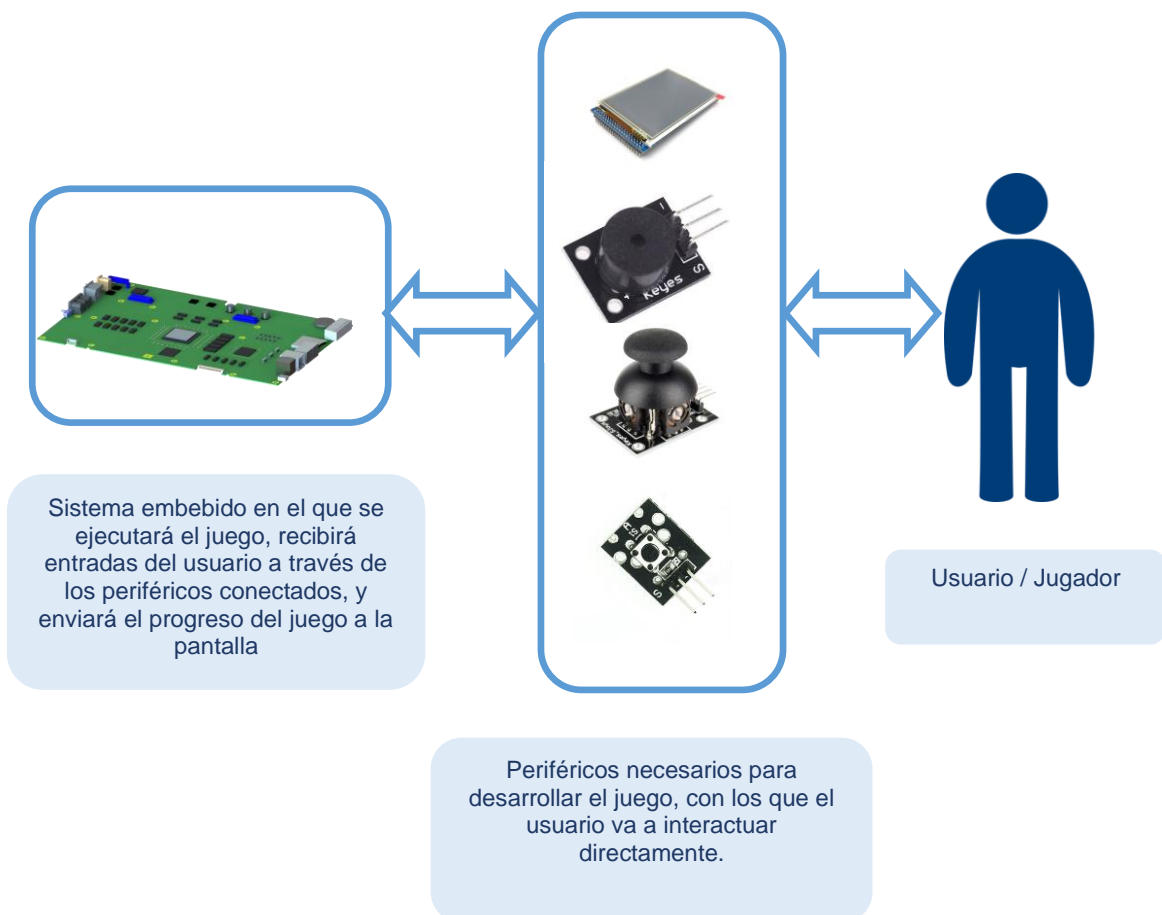 Keyes
S
S
Sistema embebido en el que se
ejecutará el juego, recibirá
entradas del usuario a través de
los periféricos conectados, y
enviará el progreso del juego a la
pantalla
Usuario / Jugador
Periféricos necesarios para
desarrollar el juego, con los que el
usuario va a interactuar
directamente.